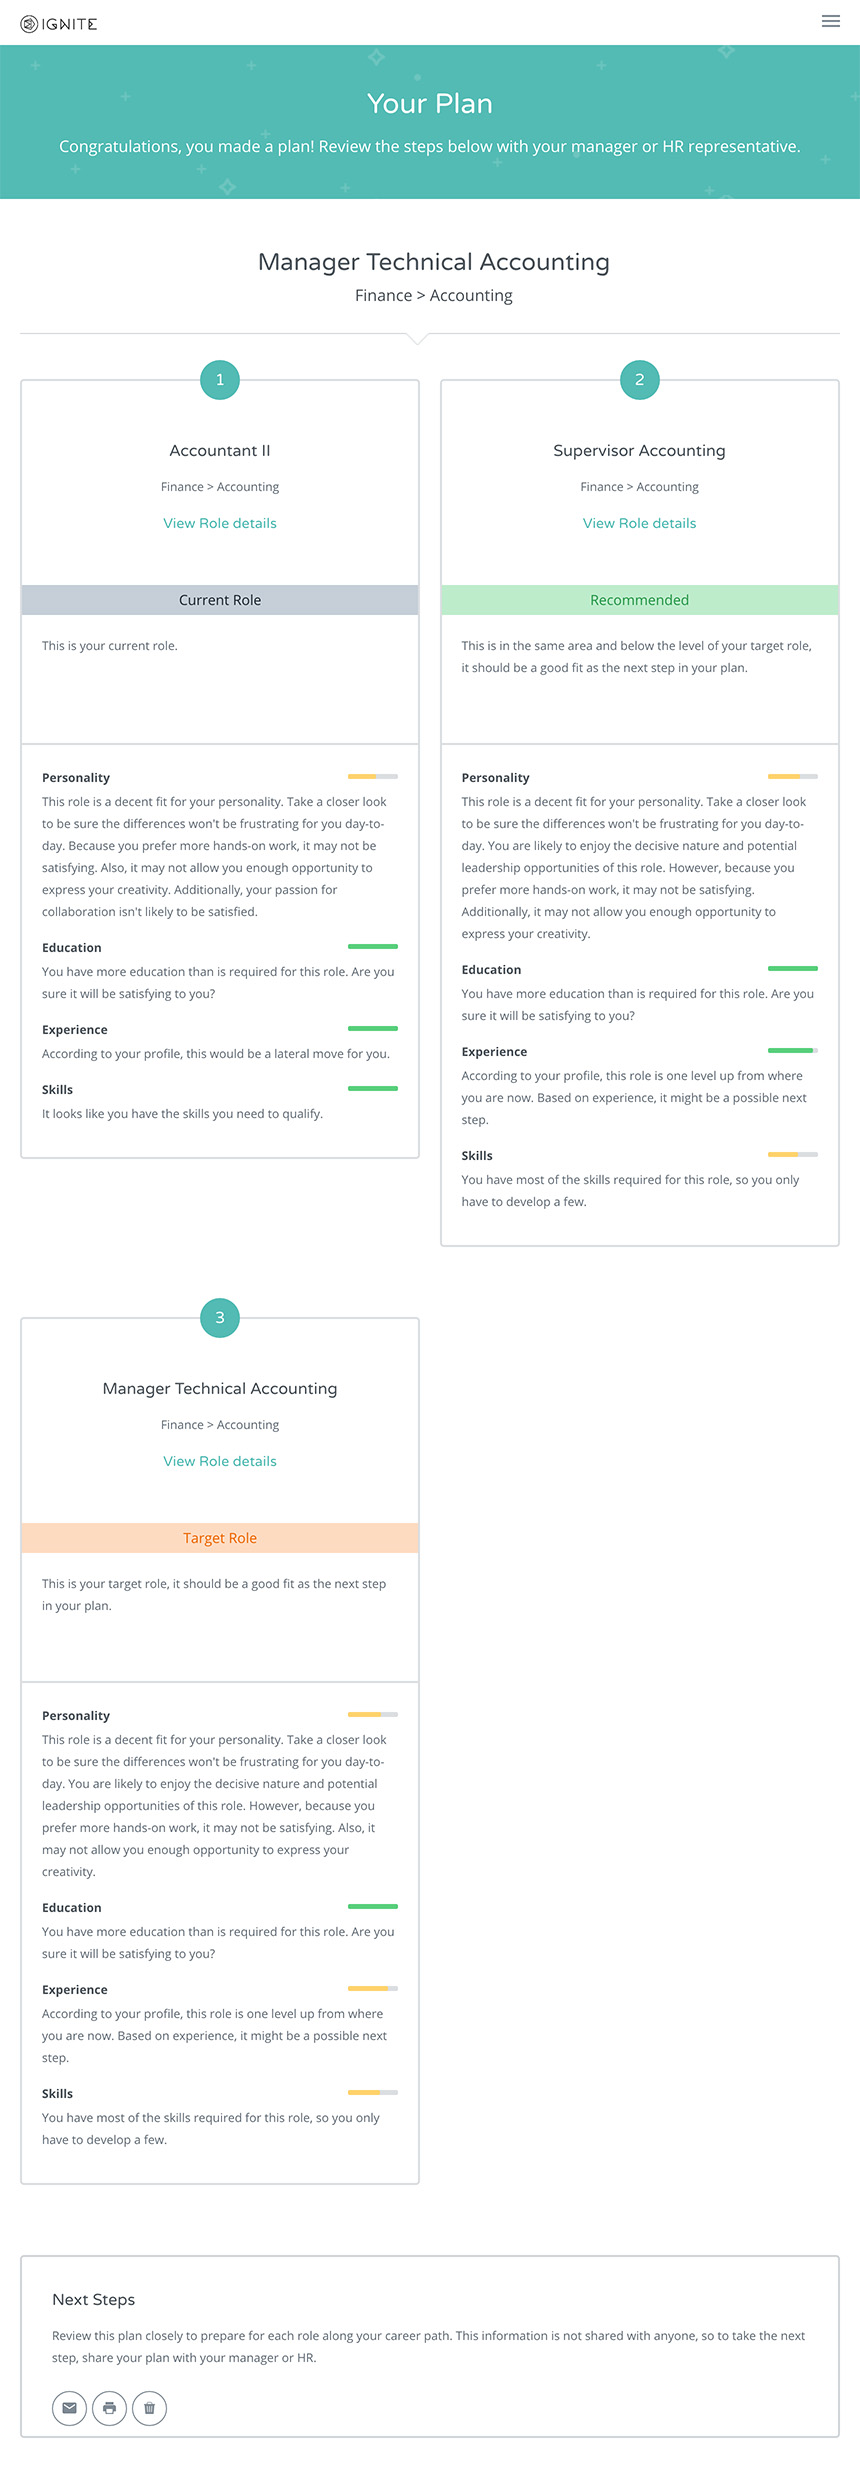 IGNITE
Your Plan
Congratulations, you made a plan! Review the steps below with your manager or HR representative.
Manager Technical Accounting
Finance > Accounting
1
Accountant II
Finance > Accounting
View Role details
Current Role
This is your current role.
Personality
This role is a decent fit for your personality. Take a closer look
to be sure the differences won't be frustrating for you day-to-
day. Because you prefer more hands-on work, it may not be
satisfying. Also, it may not allow you enough opportunity to
express your creativity. Additionally, your passion for
collaboration isn't likely to be satisfied.
Education
You have more education than is required for this role. Are you
sure it will be satisfying to you?
Experience
According to your profile, this would be a lateral move for you.
Skills
It looks like you have the skills you need to qualify.
2
Supervisor Accounting
Finance > Accounting
View Role details
Recommended
This is in the same area and below the level of your target role,
it should be a good fit as the next step in your plan.
Personality
This role is a decent fit for your personality. Take a closer look
to be sure the differences won't be frustrating for you day-to-
day. You are likely to enjoy the decisive nature and potential
leadership opportunities of this role. However, because you
prefer more hands-on work, it may not be satisfying.
Additionally, it may not allow you enough opportunity to
express your creativity.
Education
You have more education than is required for this role. Are you
sure it will be satisfying to you?
Experience
According to your profile, this role is one level up from where
you are now. Based on experience, it might be a possible next
step.
Skills
You have most of the skills required for this role, so you only
have to develop a few.
3
Manager Technical Accounting
Finance > Accounting
View Role details
Target Role
This is your target role, it should be a good fit as the next step
in your plan.
Personality
This role is a decent fit for your personality. Take a closer look
to be sure the differences won't be frustrating for you day-to-
day. You are likely to enjoy the decisive nature and potential
leadership opportunities of this role. However, because you
prefer more hands-on work, it may not be satisfying. Also, it
may not allow you enough opportunity to express your
creativity.
Education
You have more education than is required for this role. Are you
sure it will be satisfying to you?
Experience
According to your profile, this role is one level up from where
you are now. Based on experience, it might be a possible next
step.
Skills
You have most of the skills required for this role, so you only
have to develop a few.
Next Steps
Review this plan closely to prepare for each role along your career path. This information is not shared with anyone, so to take the next
step, share your plan with your manager or HR.